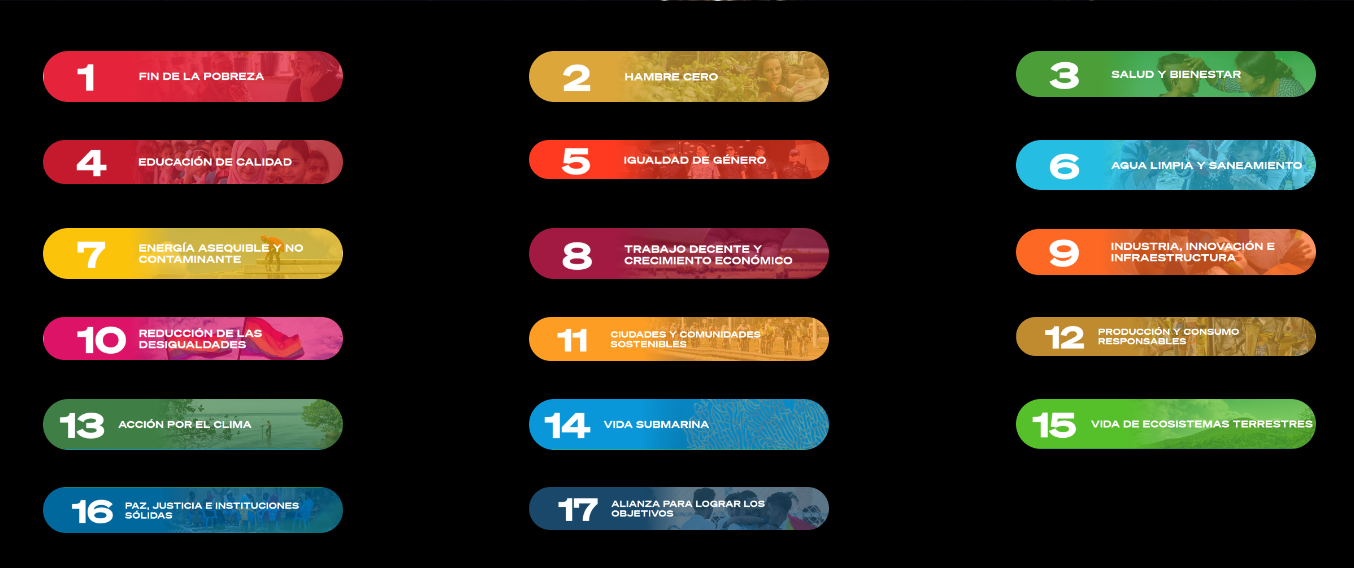 1 FIN DE LA POBREZA
2 HAMBRE CERO
3 SALUD Y BIENESTAR
4 EDUCACIÓN DE CALIDAD
5 IGUALDAD DE GÉNERO
6 AGUA LIMPIA Y SANEAMIENTO
7 ENERGÍA ASEQUIBLE Y NO
CONTAMINANTE
8 TRABAJO DECENTE Y
CRECIMIENTO ECONÓMICO
9 INDUSTRIA, INNOVACIÓN E
INFRAESTRUCTURA
10 REDUCCIÓN DE LAS
DESIGUALDADES
11 CIUDADES Y COMUNIDADES
SOSTENIBLES
12 PRODUCCIÓN Y CONSUMO
RESPONSABLES
13 ACCIÓN POR EL CLIMA
14 VIDA SUBMARINA
15 VIDA DE ECOSISTEMAS TERRESTRES
16 PAZ, JUSTICIA E INSTITUCIONES
SÓLIDAS
17 ALIANZA PARA LOGRAR LOS
OBJETIVOS